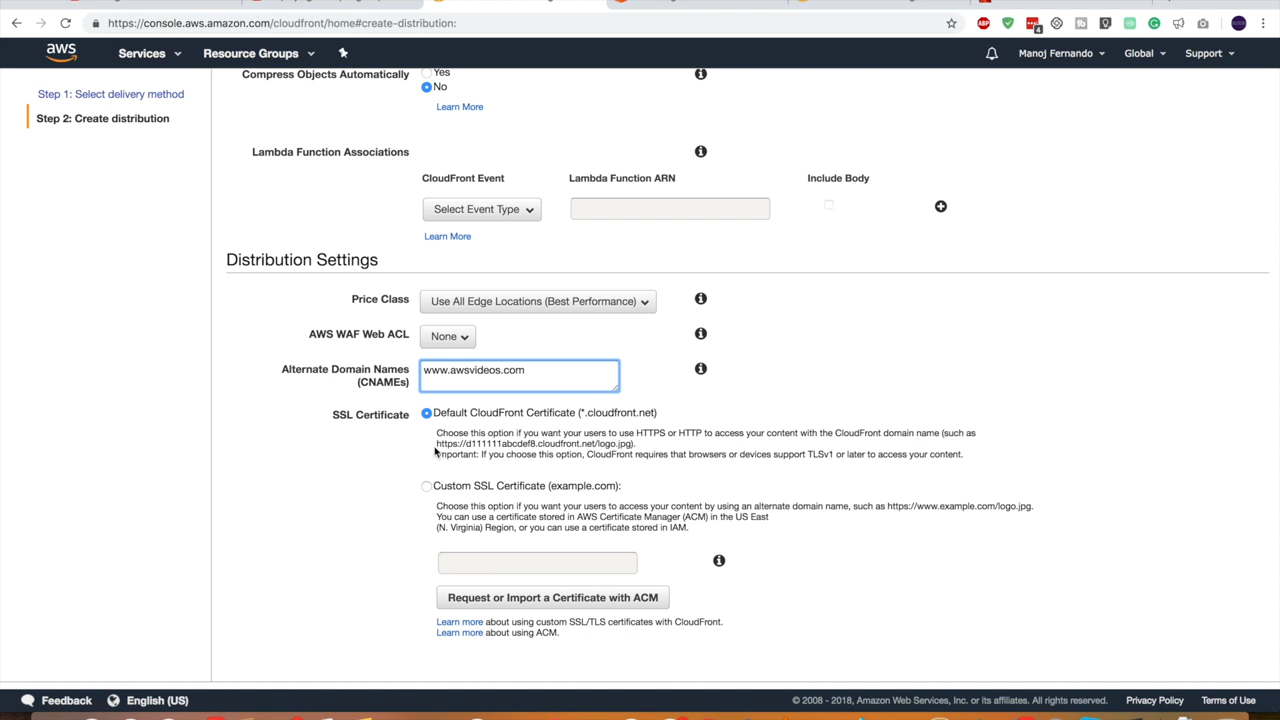 https://console.aws.amazon.com/cloudfront/home#create-distribution:
ABP
4
aws
Services
Resource Groups
Manoj Fernando
Global
Support
Step 1: Select delivery method
Step 2: Create distribution
Compress Objects Automatically
Yes
No
Learn More
Lambda Function Associations
CloudFront Event
Lambda Function ARN
Include Body
Select Event Type
Learn More
Distribution Settings
Price Class
Use All Edge Locations (Best Performance)
AWS WAF Web ACL
None
Alternate Domain Names
(CNAMEs)
www.awsvideos.com
SSL Certificate
Default CloudFront Certificate (*.cloudfront.net)
Choose this option if you want your users to use HTTPS or HTTP to access your content with the CloudFront domain name (such as
https://d111111abcdef8.cloudfront.net/logo.jpg).
Important: If you choose this option, CloudFront requires that browsers or devices support TLSv1 or later to access your content.
Custom SSL Certificate (example.com):
Choose this option if you want your users to access your content by using an alternate domain name, such as https://www.example.com/logo.jpg.
You can use a certificate stored in AWS Certificate Manager (ACM) in the US East
(N. Virginia) Region, or you can use a certificate stored in IAM.
Request or Import a Certificate with ACM
Learn more about using custom SSL/TLS certificates with CloudFront.
Learn more about using ACM.
Feedback
English (US)
© 2008 - 2018, Amazon Web Services, Inc. or its affiliates. All rights reserved.
Privacy Policy
Terms of Use